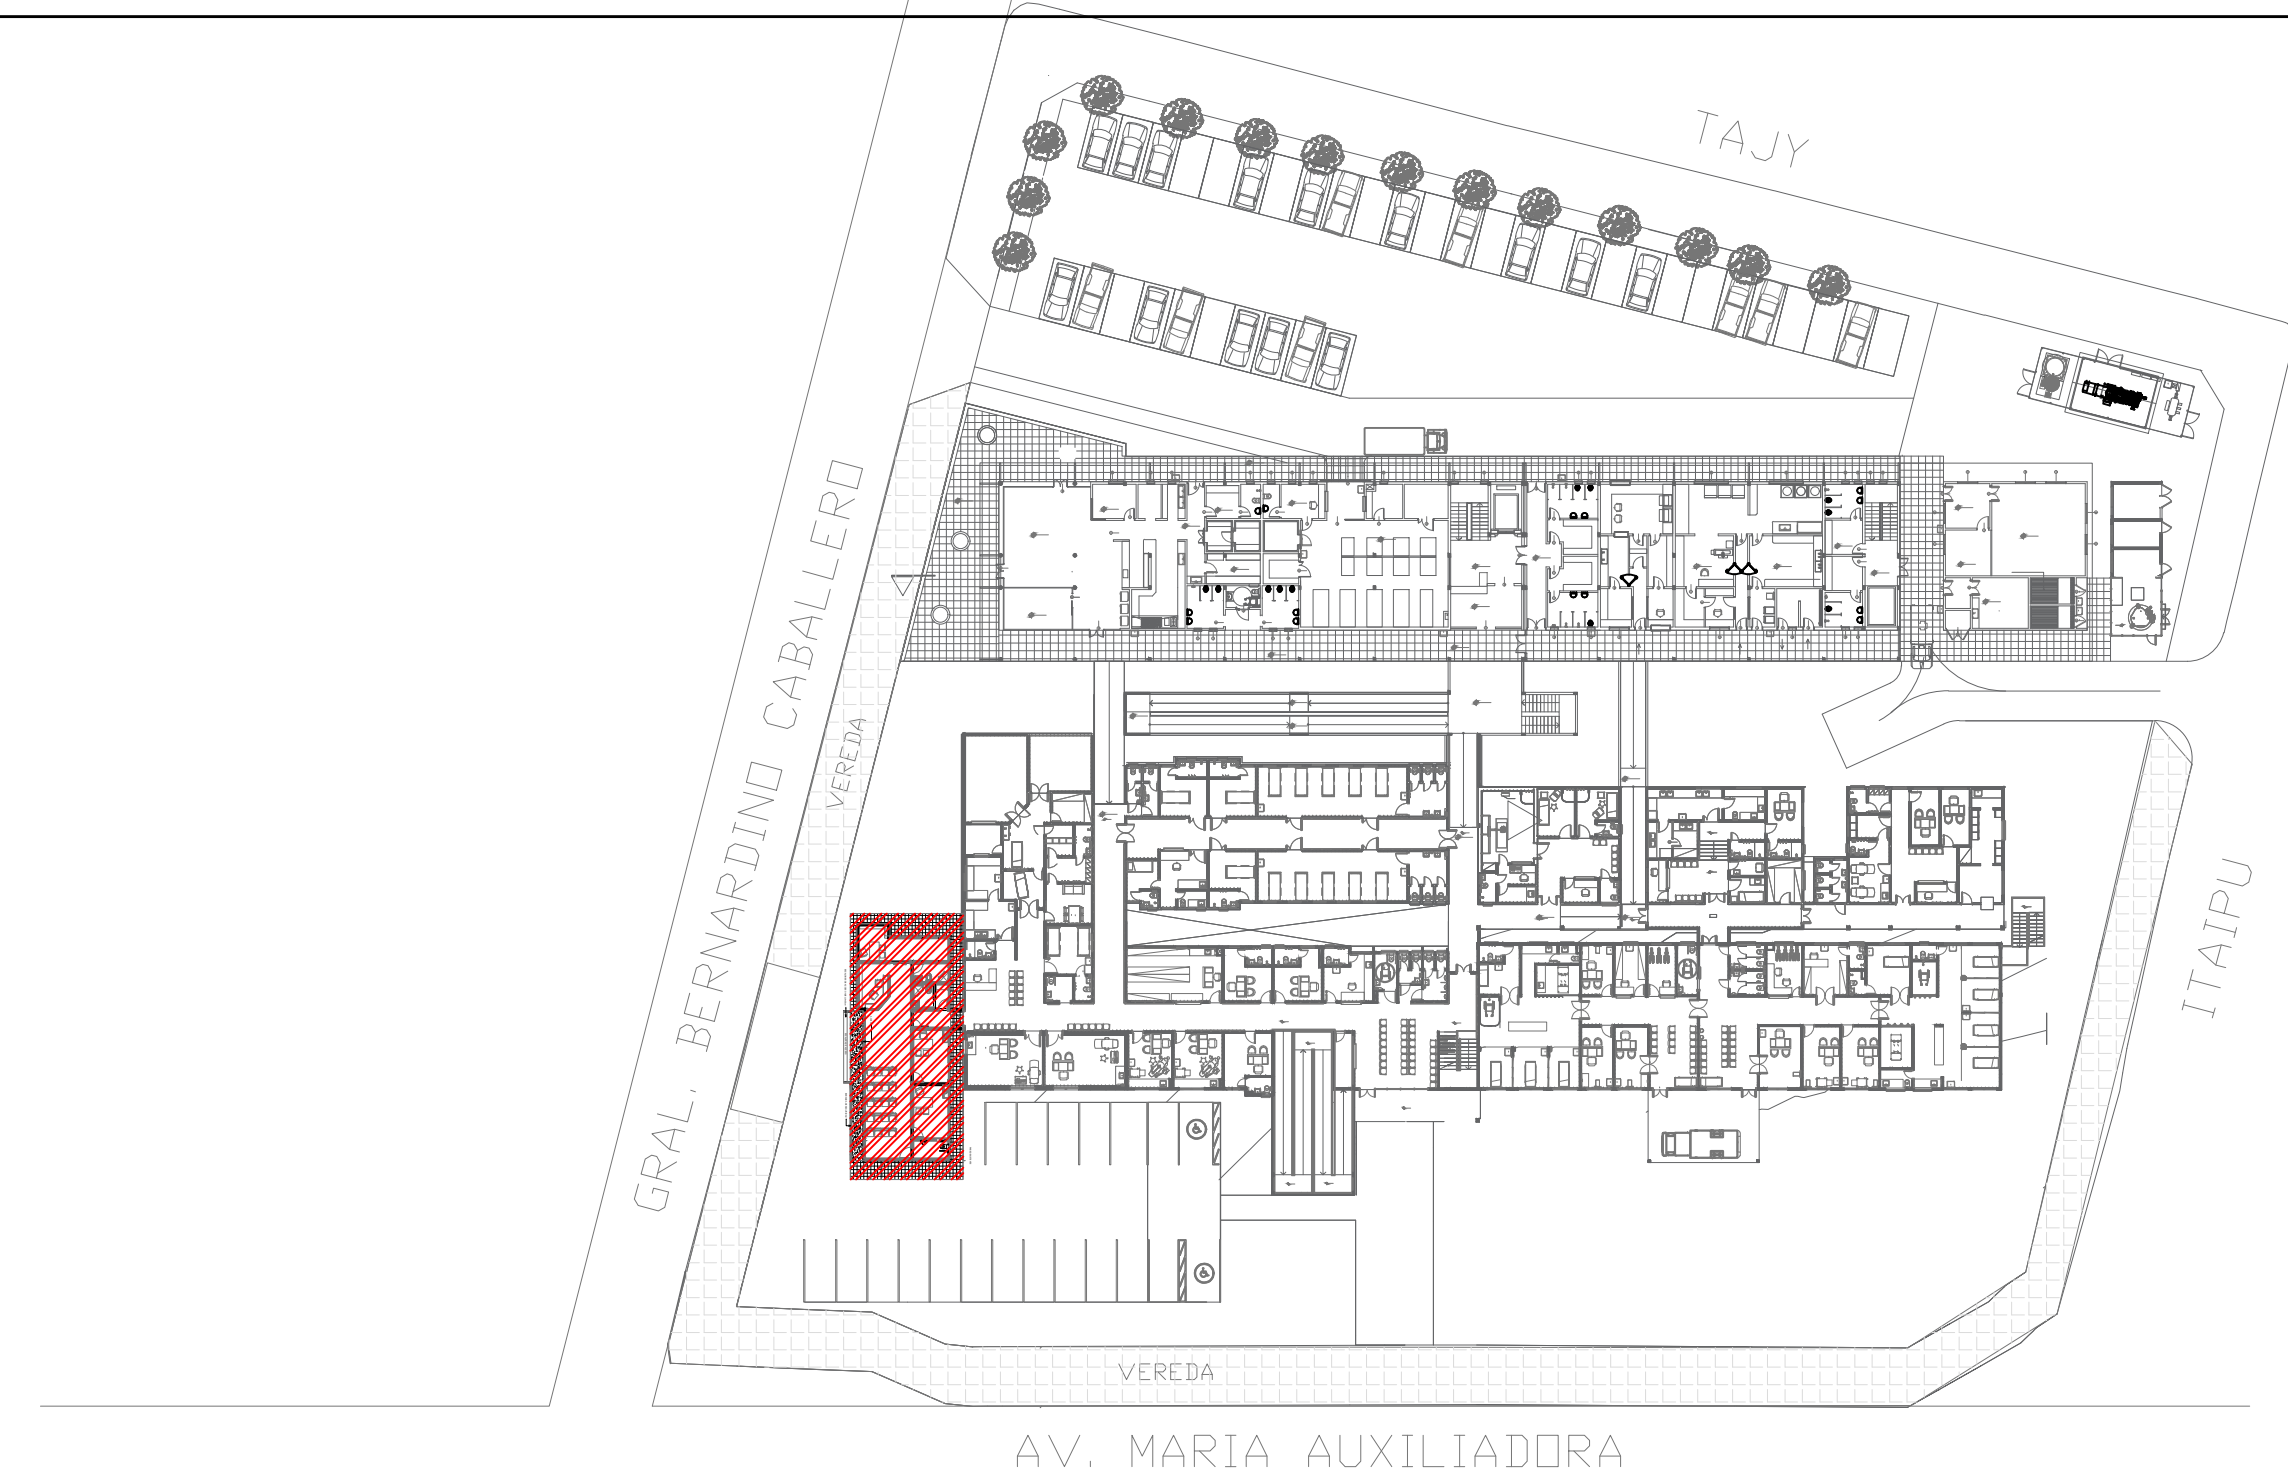 TAJY
GRAL. BERNARDINO CABALLERO
VEREDA
ITAIPU
VEREDA
AV. MARIA AUXILIADORA